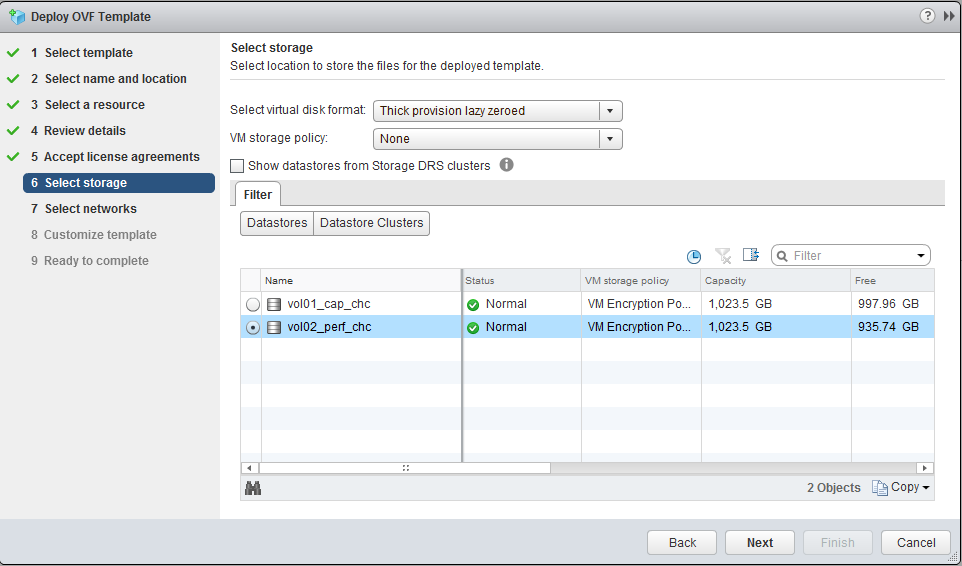 Deploy OVF Template
1 Select template
2 Select name and location
3 Select a resource
4 Review details
5 Accept license agreements
6 Select storage
7 Select networks
8 Customize template
9 Ready to complete
Select storage
Select location to store the files for the deployed template.
Select virtual disk format: Thick provision lazy zeroed
VM storage policy: None
Show datastores from Storage DRS clusters
Filter
Datastores Datastore Clusters
Filter
Name Status VM storage policy Capacity Free
vol01_cap_chc Normal VM Encryption Po... 1,023.5 GB 997.96 GB
vol02_perf_chc Normal VM Encryption Po... 1,023.5 GB 935.74 GB
2 Objects Copy
Back Next Finish Cancel